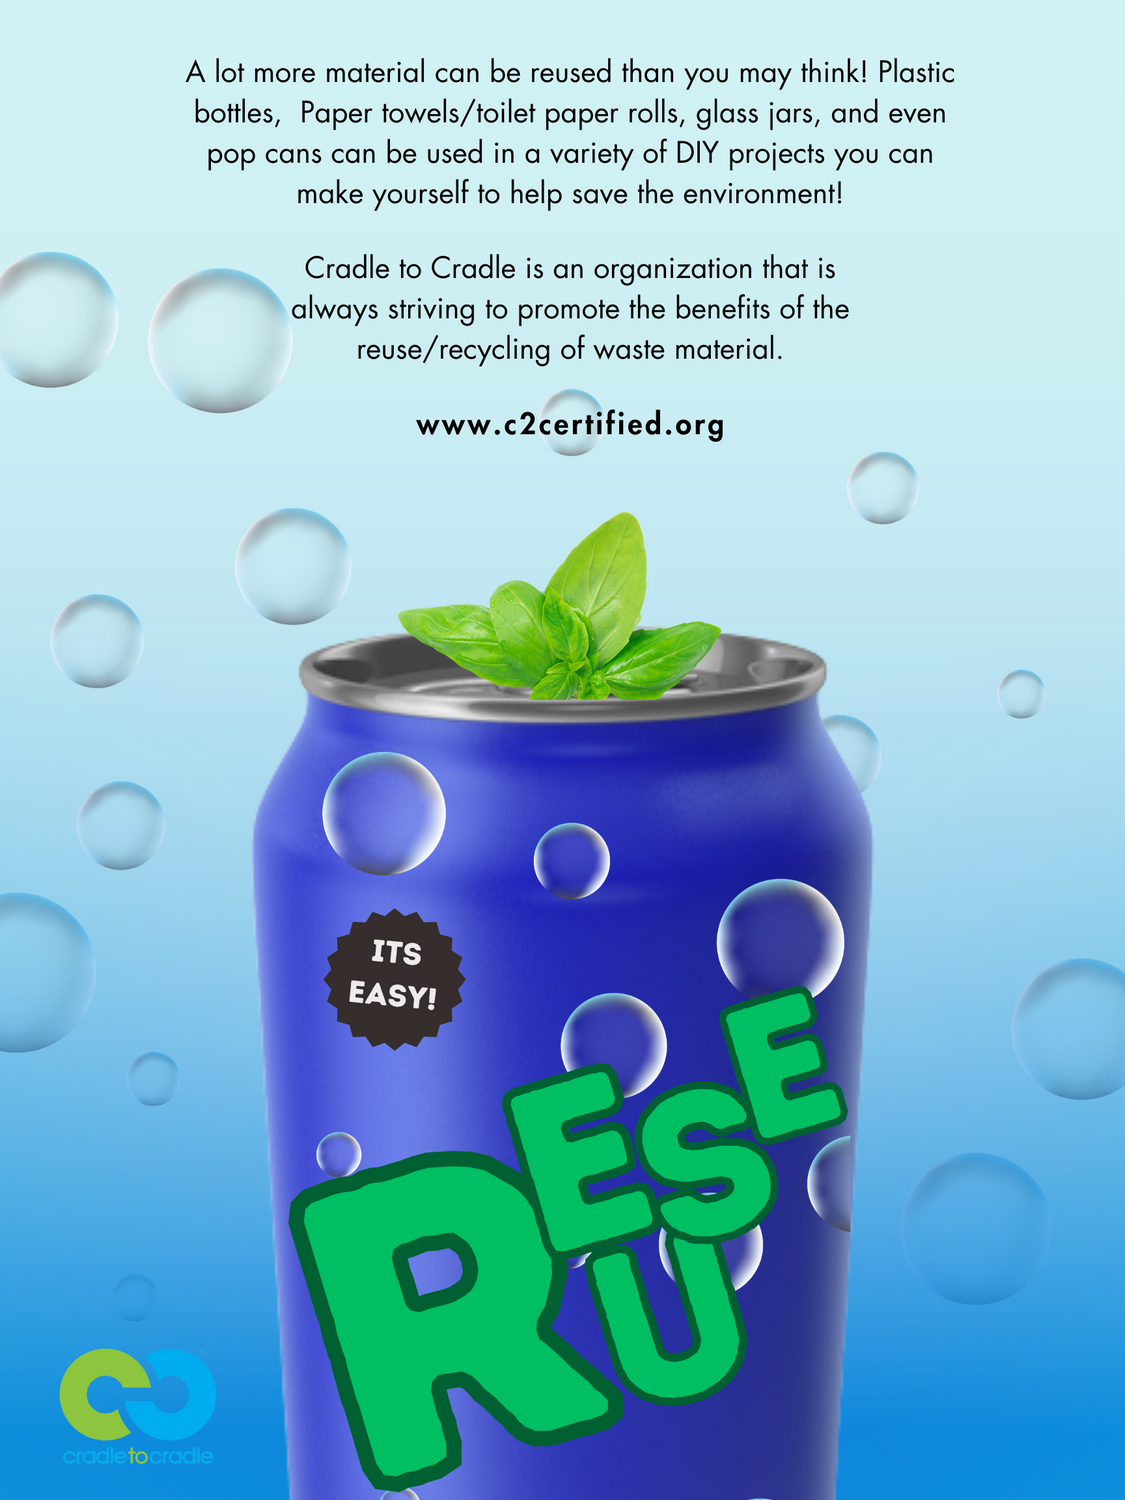 A lot more material can be reused than you may think! Plastic
bottles,  Paper towels/toilet paper rolls, glass jars, and even
pop cans can be used in a variety of DIY projects you can
make yourself to help save the environment!
Cradle to Cradle is an organization that is
always striving to promote the benefits of the
reuse/recycling of waste material.
www.c2certified.org
ITS
EASY!
REUSE
cradletocradle